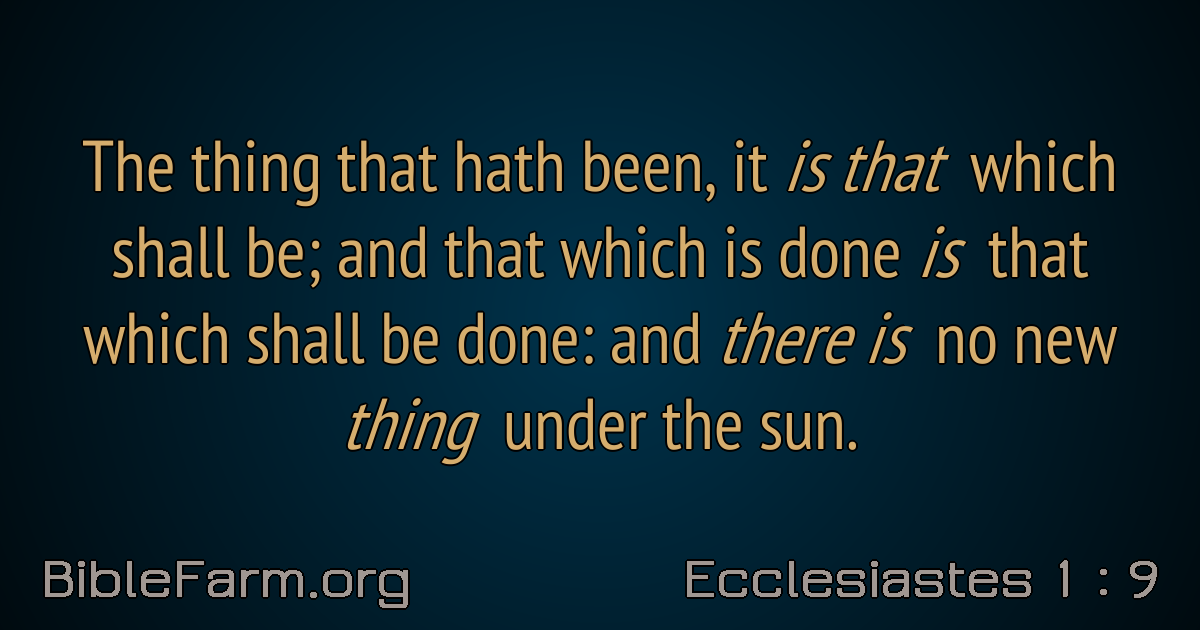 The thing that hath been, it is that which
shall be; and that which is done is that
which shall be done: and there is no new
thing under the sun.
BibleFarm.org
Ecclesiastes 1 : 9